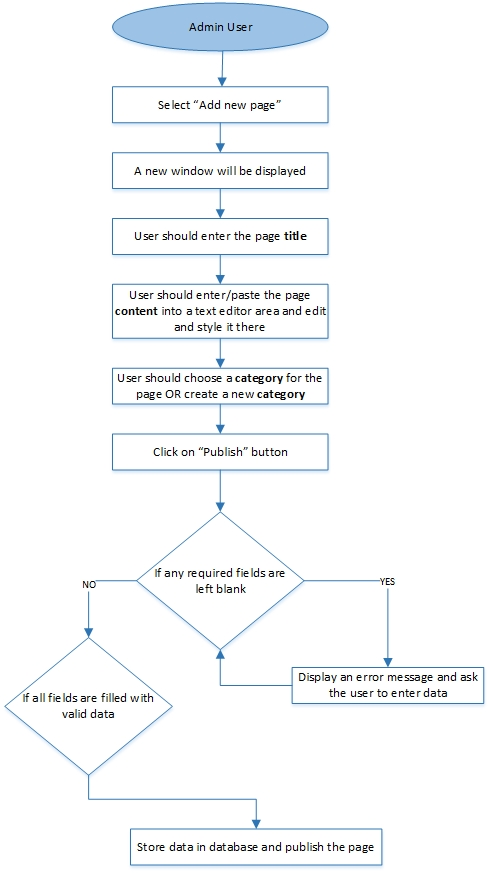 Admin User
Select “Add new page”
A new window will be displayed
User should enter the page title
User should enter/paste the page
content into a text editor area and edit
and style it there
User should choose a category for the
page OR create a new category
Click on “Publish” button
If any required fields are
left blank
NO
YES
If all fields are filled with
valid data
Display an error message and ask
the user to enter data
Store data in database and publish the page